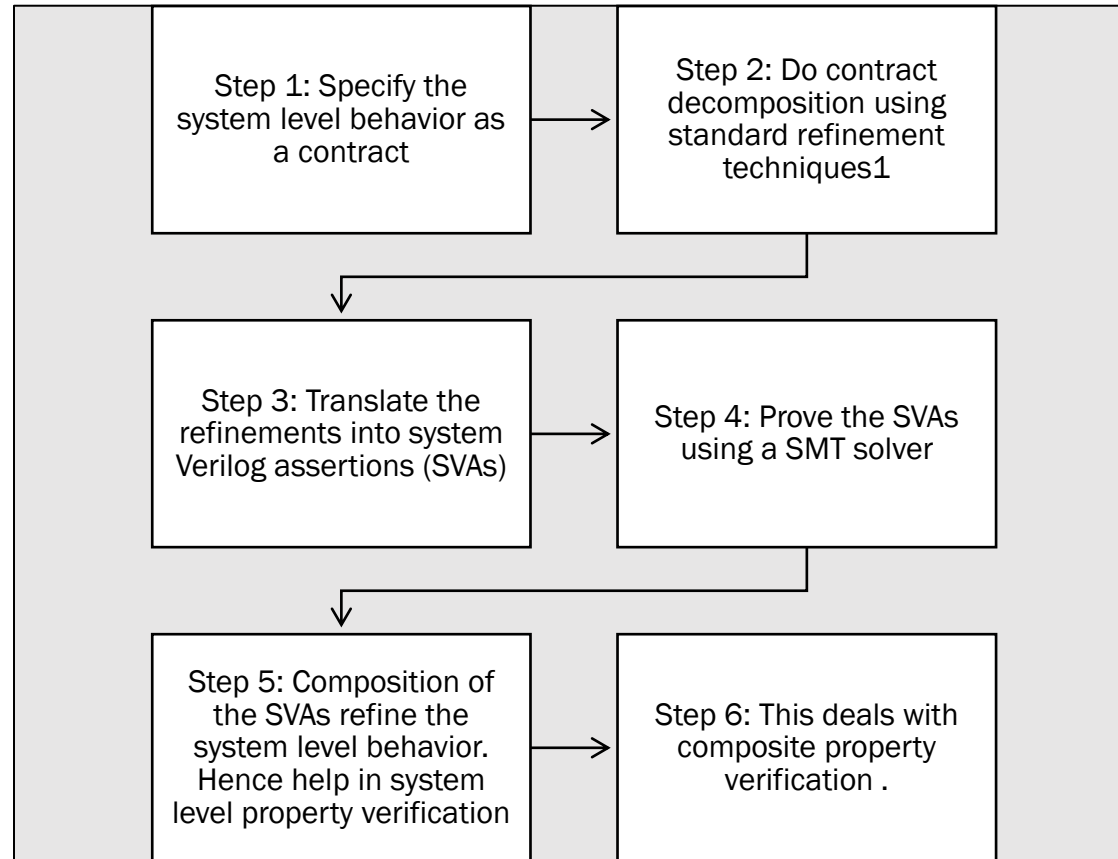 Step 1: Specify the
system level behavior as
a contract
Step 2: Do contract
decomposition using
standard refinement
techniques1
Step 3: Translate the
refinements into system
Verilog assertions (SVAs)
Step 4: Prove the SVAs
using a SMT solver
Step 5: Composition of
the SVAs refine the
system level behavior.
Hence help in system
level property verification
Step 6: This deals with
composite property
verification .